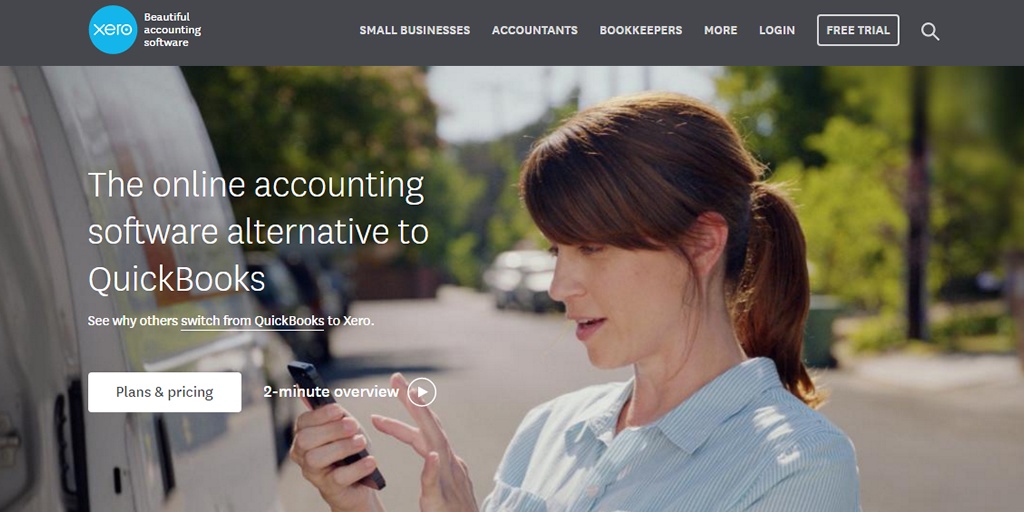 xero
Beautiful
accounting
software
SMALL BUSINESSES
ACCOUNTANTS
BOOKKEEPERS
MORE
LOGIN
FREE TRIAL
The online accounting
software alternative to
QuickBooks
See why others switch from QuickBooks to Xero.
Plans & pricing
2-minute overview